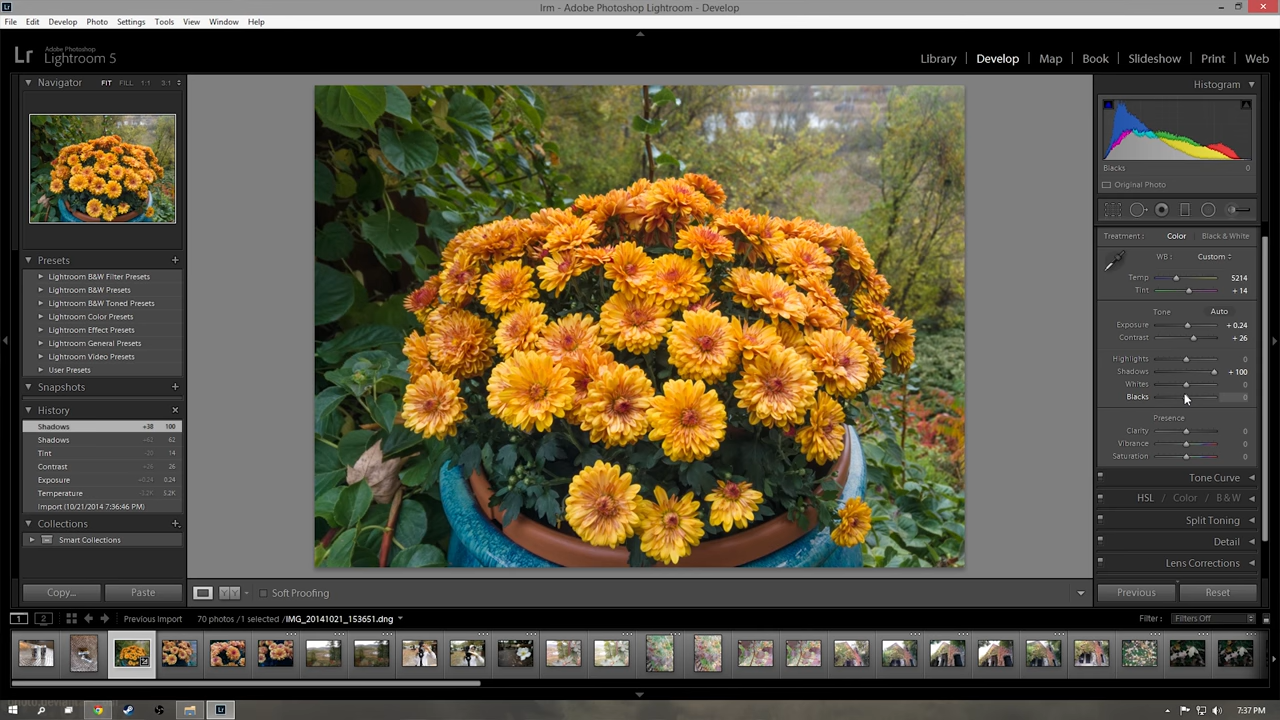 lrm - Adobe Photoshop Lightroom - Develop
File Edit Develop Photo Settings Tools View Window Help
Lr Adobe Photoshop
Lightroom 5
Library | Develop | Map | Book | Slideshow | Print | Web
Navigator FIT FILL 1:1 3:1
Presets
Lightroom B&W Filter Presets
Lightroom B&W Presets
Lightroom B&W Toned Presets
Lightroom Color Presets
Lightroom Effect Presets
Lightroom General Presets
Lightroom Video Presets
User Presets
Snapshots
History
Shadows +38 100
Shadows 62
Tint 14
Contrast 26
Exposure 0.24
Temperature 5.2K
Import (10/21/2014 7:36:46 PM)
Collections
Smart Collections
Copy... Paste
Soft Proofing
Histogram
Blacks 0
Original Photo
Treatment : Color Black & White
WB : Custom
Temp 5214
Tint + 14
Tone Auto
Exposure + 0.24
Contrast + 26
Highlights 0
Shadows + 100
Whites 0
Blacks 0
Presence
Clarity 0
Vibrance 0
Saturation 0
Tone Curve
HSL / Color / B & W
Split Toning
Detail
Lens Corrections
Previous Reset
1 2 Previous Import 70 photos / 1 selected / IMG_20141021_153651.dng
Filter : Filters Off
Lr
7:37 PM